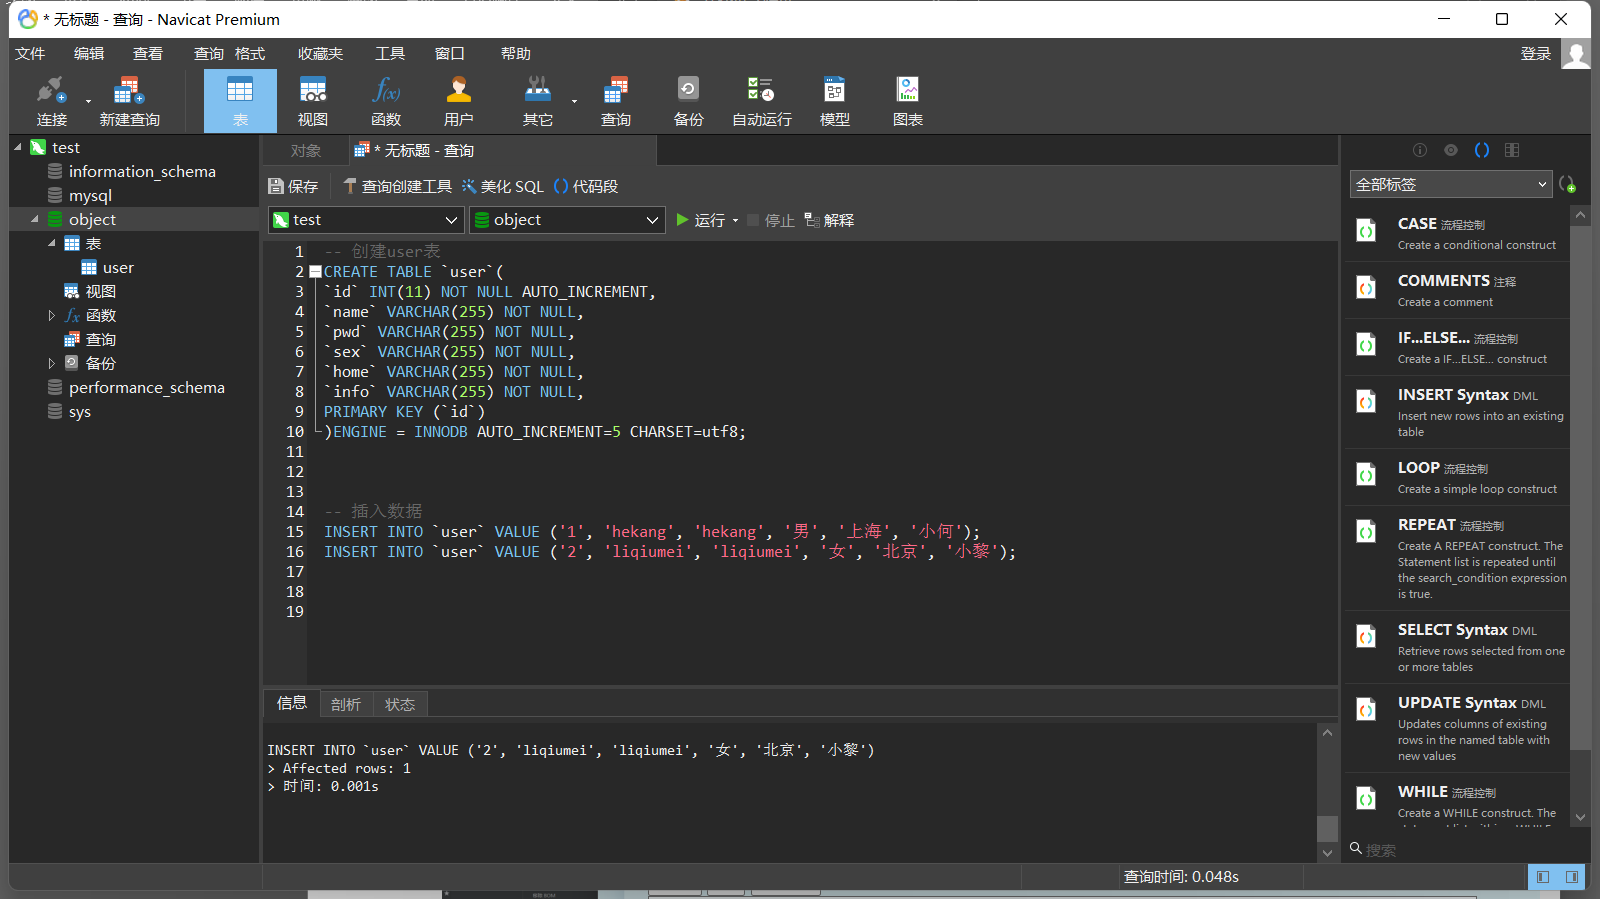 * 无标题 - 查询 - Navicat Premium
文件 编辑 查看 查询 格式 收藏夹 工具 窗口 帮助 登录
连接 新建查询 表 视图 函数 用户 其它 查询 备份 自动运行 模型 图表
test
information_schema
mysql
object
表
user
视图
函数
查询
备份
performance_schema
sys
对象 * 无标题 - 查询
保存 查询创建工具 美化 SQL 代码段
test object 运行 停止 解释
1 -- 创建user表
2 CREATE TABLE `user`(
3 `id` INT(11) NOT NULL AUTO_INCREMENT,
4 `name` VARCHAR(255) NOT NULL,
5 `pwd` VARCHAR(255) NOT NULL,
6 `sex` VARCHAR(255) NOT NULL,
7 `home` VARCHAR(255) NOT NULL,
8 `info` VARCHAR(255) NOT NULL,
9 PRIMARY KEY (`id`)
10 )ENGINE = INNODB AUTO_INCREMENT=5 CHARSET=utf8;
11
12
13
14 -- 插入数据
15 INSERT INTO `user` VALUE ('1', 'hekang', 'hekang', '男', '上海', '小何');
16 INSERT INTO `user` VALUE ('2', 'liqiumei', 'liqiumei', '女', '北京', '小黎');
17
18
19
信息 剖析 状态
INSERT INTO `user` VALUE ('2', 'liqiumei', 'liqiumei', '女', '北京', '小黎')
> Affected rows: 1
> 时间: 0.001s
全部标签
CASE 流程控制
Create a conditional construct
COMMENTS 注释
Create a comment
IF...ELSE... 流程控制
Create a IF...ELSE... construct
INSERT Syntax DML
Insert new rows into an existing
table
LOOP 流程控制
Create a simple loop construct
REPEAT 流程控制
Create A REPEAT construct. The
Statement list is repeated until
the search_condition expression
is true.
SELECT Syntax DML
Retrieve rows selected from one
or more tables
UPDATE Syntax DML
Updates columns of existing
rows in the named table with
new values
WHILE 流程控制
Create a WHILE construct. The
搜索
查询时间: 0.048s